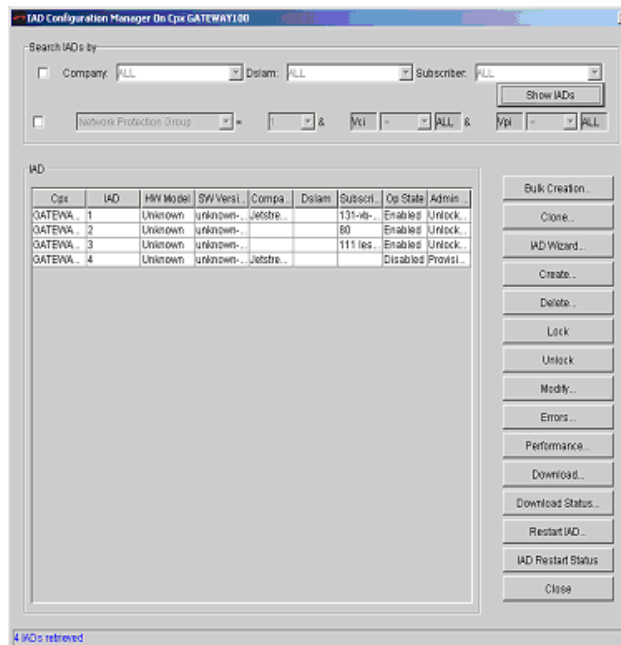 IAD Configuration Manager On Cpx GATEWAY100
Search IADs by
Company: ALL Dslam: ALL Subscriber: ALL
Show IADs
Network Protection Group = 1 & Vci = ALL & Vpi = ALL
IAD
Cpx IAD HW Model SW Versi... Compa... Dslam Subscri... Op State Admin ...
GATEWA... 1 Unknown unknown-... Jetstre... 131-vb-... Enabled Unlock...
GATEWA... 2 Unknown unknown-... 80 Enabled Unlock...
GATEWA... 3 Unknown unknown-... 111 les... Enabled Unlock...
GATEWA... 4 Unknown unknown-... Jetstre... Disabled Provisi...
Bulk Creation...
Clone...
IAD Wizard...
Create...
Delete...
Lock
Unlock
Modify...
Errors...
Performance...
Download...
Download Status...
Restart IAD...
IAD Restart Status
Close
4 IADs retrieved